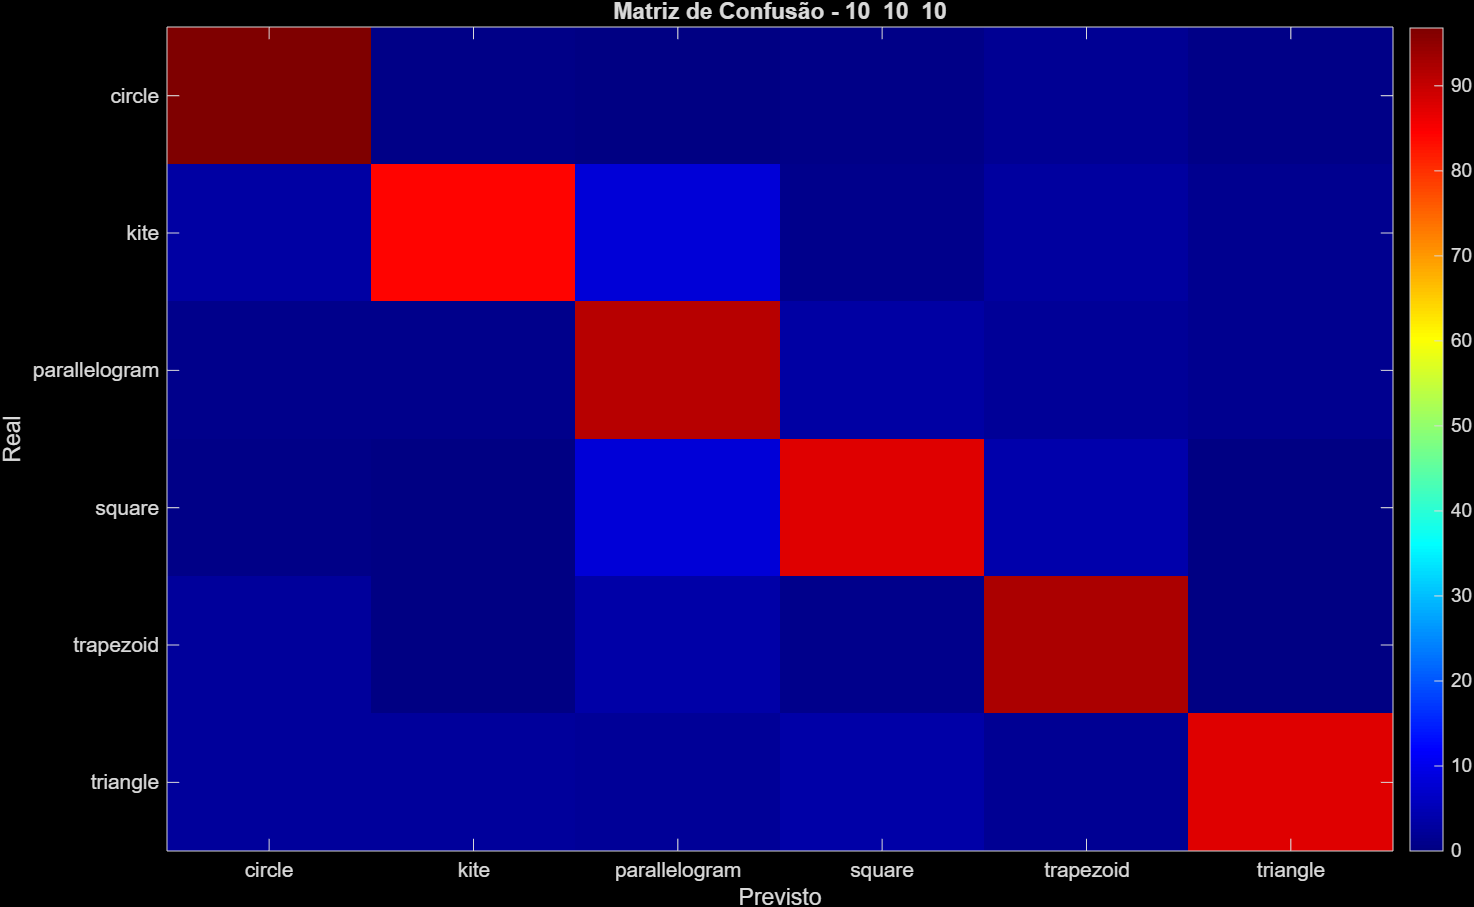 Matriz de Confusão - 10  10  10
circle
kite
parallelogram
square
trapezoid
triangle
Real
circle kite parallelogram square trapezoid triangle
Previsto
90
80
70
60
50
40
30
20
10
0